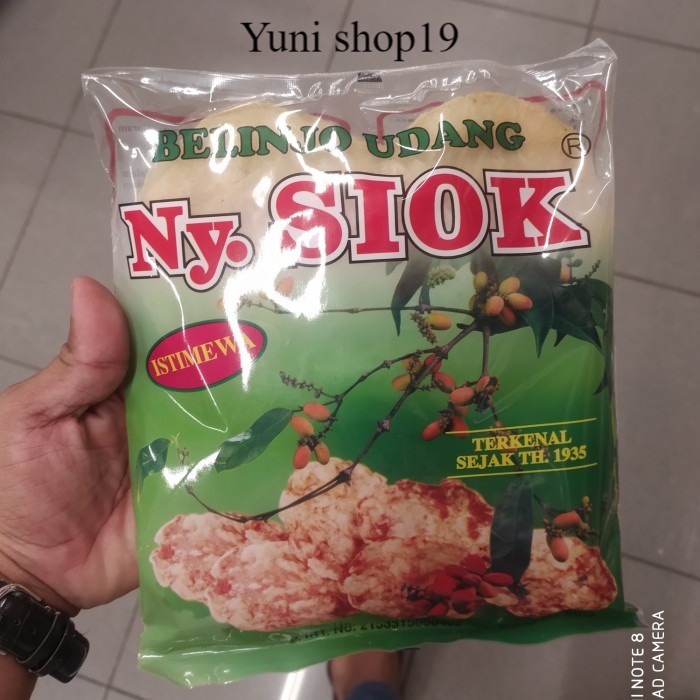 Yuni shop19
BELINJO UDANG
®
Ny. SIOK
ISTIMEWA
TERKENAL
SEJAK TH. 1935
NOTE 8
AD CAMERA